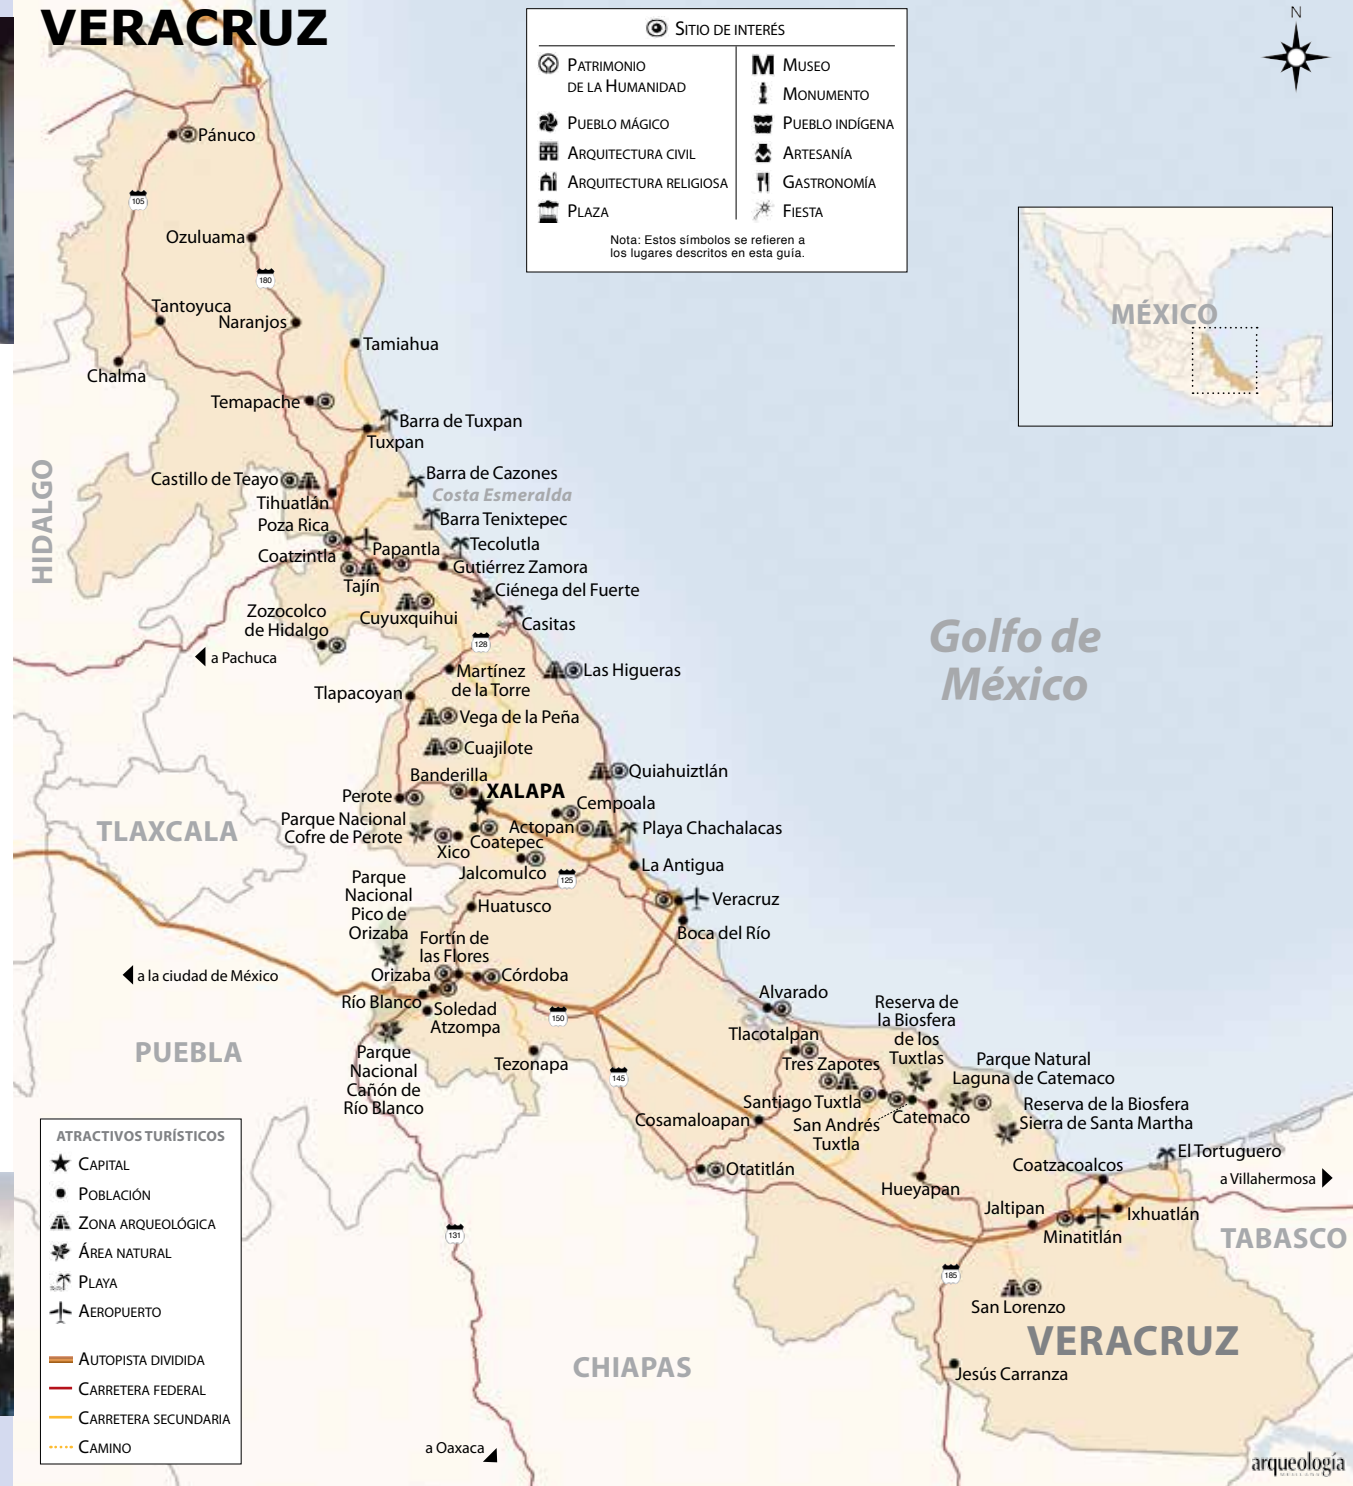 VERACRUZ
SITIO DE INTERÉS
PATRIMONIO
DE LA HUMANIDAD
PUEBLO MÁGICO
ARQUITECTURA CIVIL
ARQUITECTURA RELIGIOSA
PLAZA
MUSEO
MONUMENTO
PUEBLO INDÍGENA
ARTESANÍA
GASTRONOMÍA
FIESTA
Nota: Estos símbolos se refieren a
los lugares descritos en esta guía.
N
MÉXICO
Pánuco
105
Ozuluama
180
Tantoyuca
Naranjos
Tamiahua
Chalma
Temapache
Barra de Tuxpan
Tuxpan
HIDALGO
Castillo de Teayo
Barra de Cazones
Costa Esmeralda
Tihuatlán
Poza Rica
Barra Tenixtepec
Coatzintla
Papantla
Tecolutla
Gutiérrez Zamora
Tajín
Ciénega del Fuerte
Zozocolco
de Hidalgo
Cuyuxquihui
Casitas
128
a Pachuca
Golfo de
México
Martínez
de la Torre
Las Higueras
Tlapacoyan
Vega de la Peña
Cuajilote
Banderilla
Quiahuiztlán
XALAPA
Perote
Cempoala
TLAXCALA
Parque Nacional
Cofre de Perote
Actopan
Playa Chachalacas
Xico
Coatepec
Jalcomulco
La Antigua
125
Parque
Nacional
Pico de
Orizaba
Huatusco
Veracruz
Boca del Río
Fortín de
las Flores
a la ciudad de México
Orizaba
Córdoba
Río Blanco
Soledad
Atzompa
150
PUEBLA
Parque
Nacional
Cañón de
Río Blanco
Tezonapa
145
Alvarado
Tlacotalpan
Reserva de
la Biosfera
de los
Tuxtlas
Tres Zapotes
Parque Natural
Laguna de Catemaco
Santiago Tuxtla
San Andrés
Tuxtla
Catemaco
Reserva de la Biosfera
Sierra de Santa Martha
Cosamaloapan
Otatitlán
Hueyapan
Coatzacoalcos
El Tortuguero
a Villahermosa
Jaltipan
Ixhuatlán
Minatitlán
TABASCO
131
185
San Lorenzo
VERACRUZ
CHIAPAS
Jesús Carranza
a Oaxaca
ATRACTIVOS TURÍSTICOS
CAPITAL
POBLACIÓN
ZONA ARQUEOLÓGICA
ÁREA NATURAL
PLAYA
AEROPUERTO
AUTOPISTA DIVIDIDA
CARRETERA FEDERAL
CARRETERA SECUNDARIA
CAMINO
arqueología